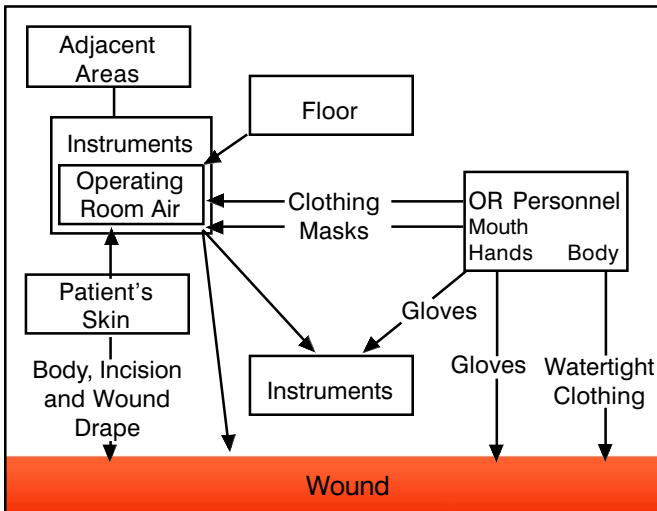 Adjacent
Areas
Floor
Instruments
Operating
Room Air
Clothing
Masks
OR Personnel
Mouth
Hands Body
Patient's
Skin
Gloves
Body, Incision
and Wound
Drape
Instruments
Gloves
Watertight
Clothing
Wound